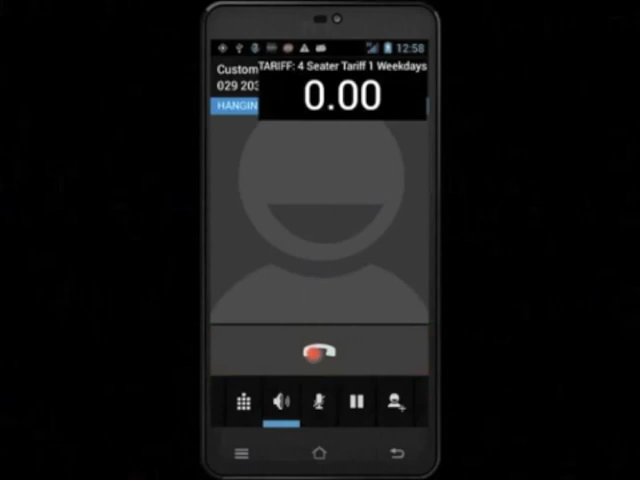 12:58
TARIFF: 4 Seater Tariff 1 Weekdays
Custom
029 203
0.00
HANGIN